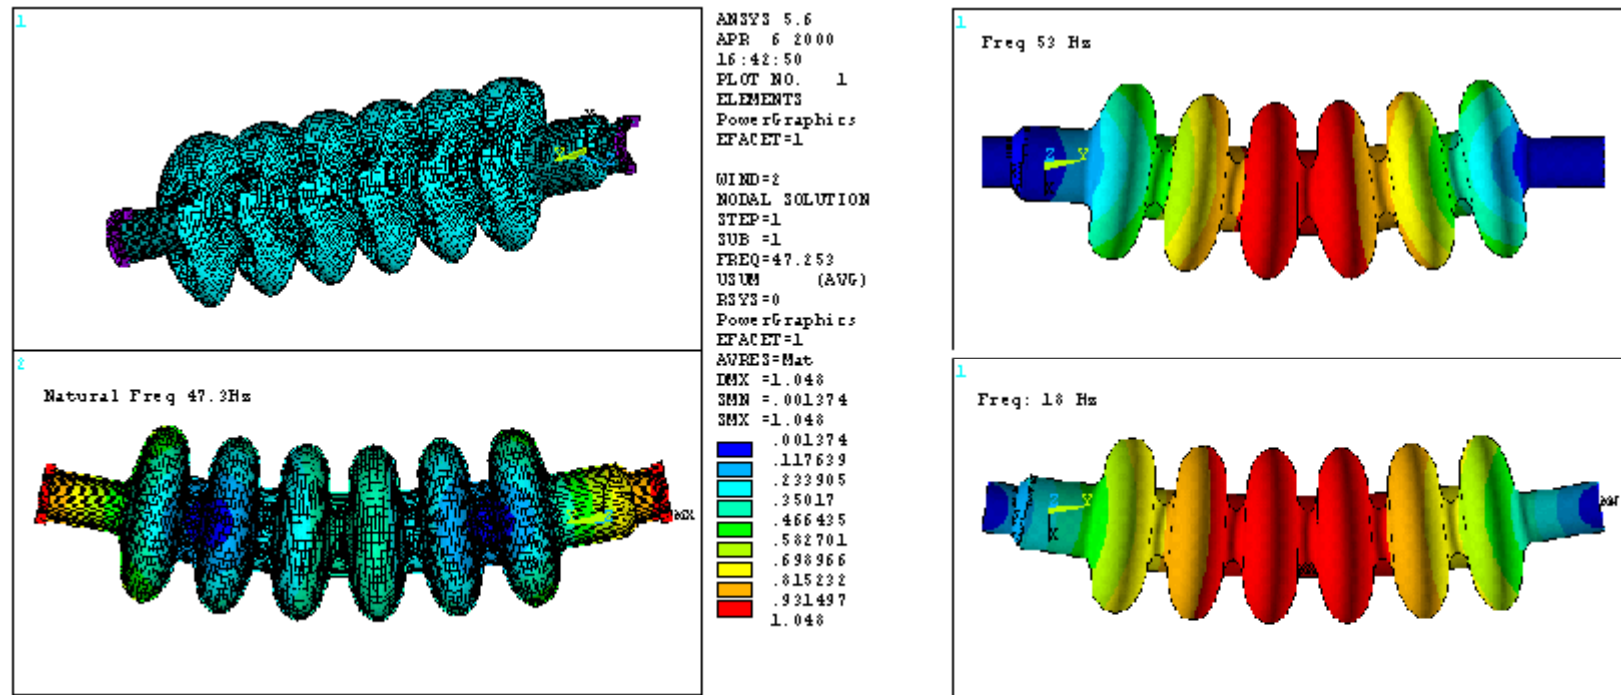 1
ANSYS 5.6
APR 6 2000
16:42:50
PLOT NO. 1
ELEMENTS
PowerGraphics
EFACET=1
WIND=2
NODAL SOLUTION
STEP=1
SUB =1
FREQ=47.253
USUM (AVG)
RSYS=0
PowerGraphics
EFACET=1
AVRES=Mat
DMX =1.048
SMN =.001374
SMX =1.048
.001374
.117639
.233905
.35017
.466435
.582701
.698966
.815232
.931497
1.048
2
Natural Freq 47.3Hz
MX
1
Freq 53 Hz
Z Y
X
1
Freq: 18 Hz
Z Y
X
MN